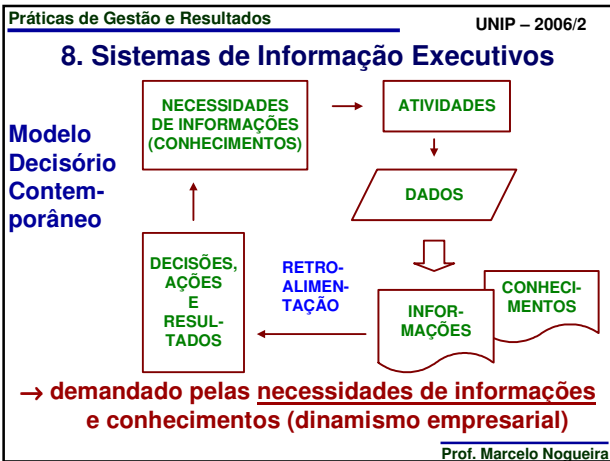 Práticas de Gestão e Resultados
UNIP – 2006/2
8. Sistemas de Informação Executivos
Modelo
Decisório
Contem-
porâneo
NECESSIDADES
DE INFORMAÇÕES
(CONHECIMENTOS)
ATIVIDADES
DADOS
DECISÕES,
AÇÕES
E
RESUL-
TADOS
RETRO-
ALIMEN-
TAÇÃO
INFOR-
MAÇÕES
CONHECI-
MENTOS
→ demandado pelas necessidades de informações
e conhecimentos (dinamismo empresarial)
Prof. Marcelo Nogueira